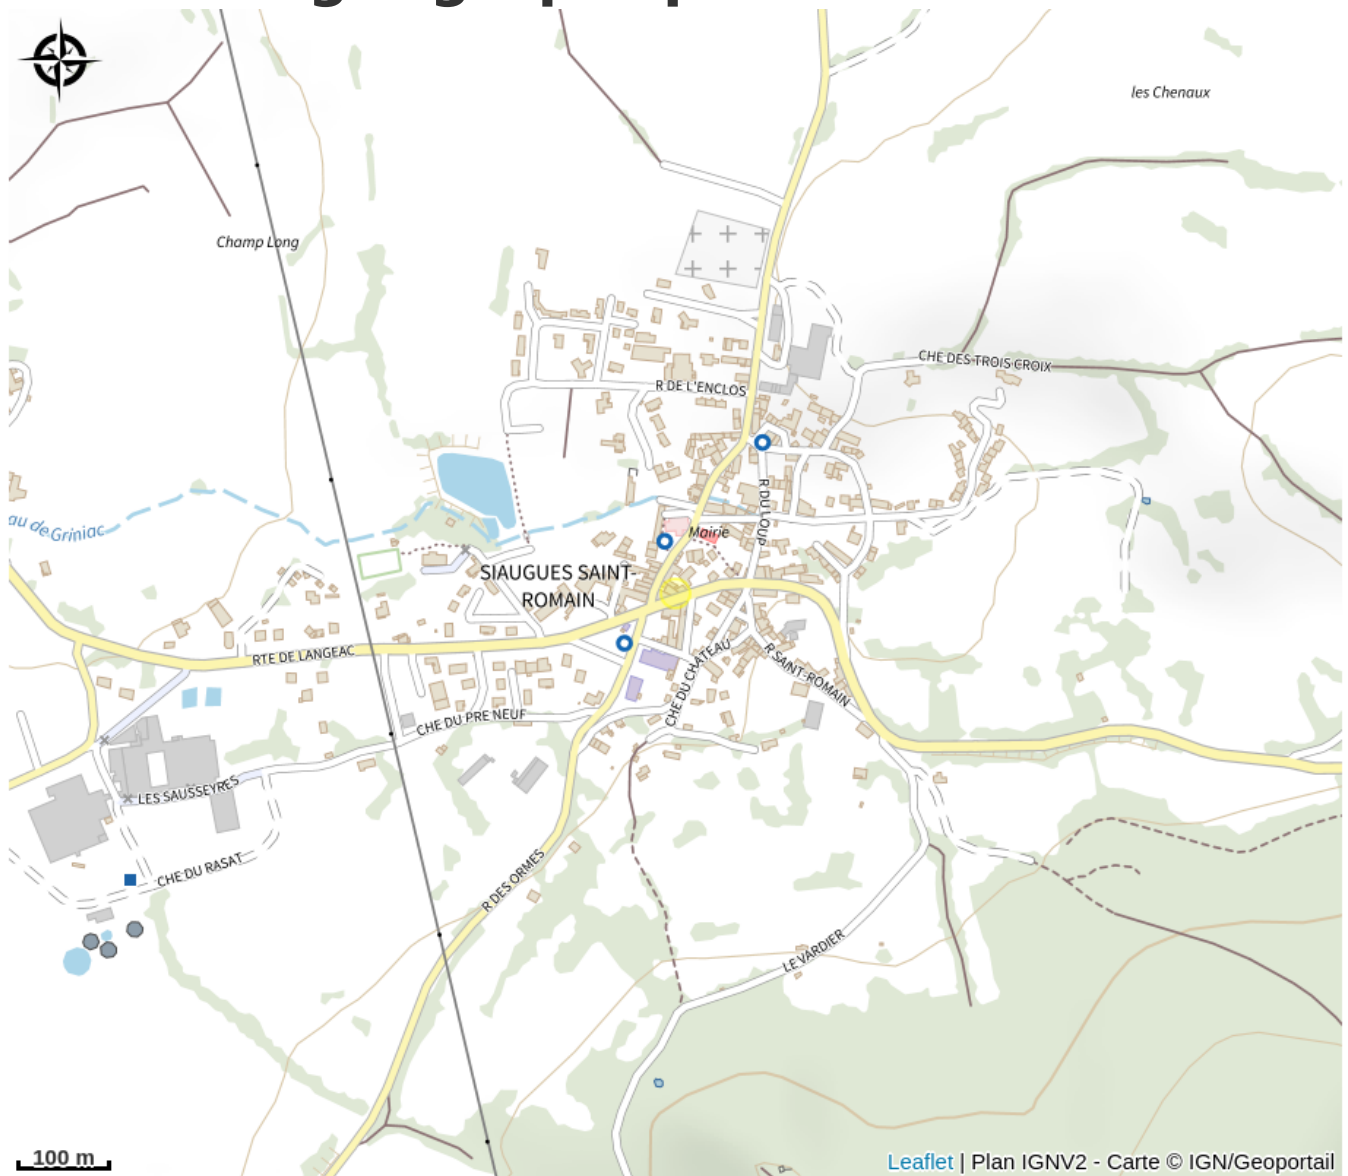 les Chenaux
Champ Long
CHE DES TROIS CROIX
R DE L'ENCLOS
R DU LOUP
au de Griniac
Mairie
SIAUGUES SAINT-
ROMAIN
RTE DE LANGEAC
CHE DU CHATEAU
R SAINT-ROMAIN
CHE DU PRE NEUF
LES SAUSSEYRES
CHE DU RASAT
R DES ORMES
LE VARDIER
100 m
Leaflet | Plan IGNV2 - Carte © IGN/Geoportail